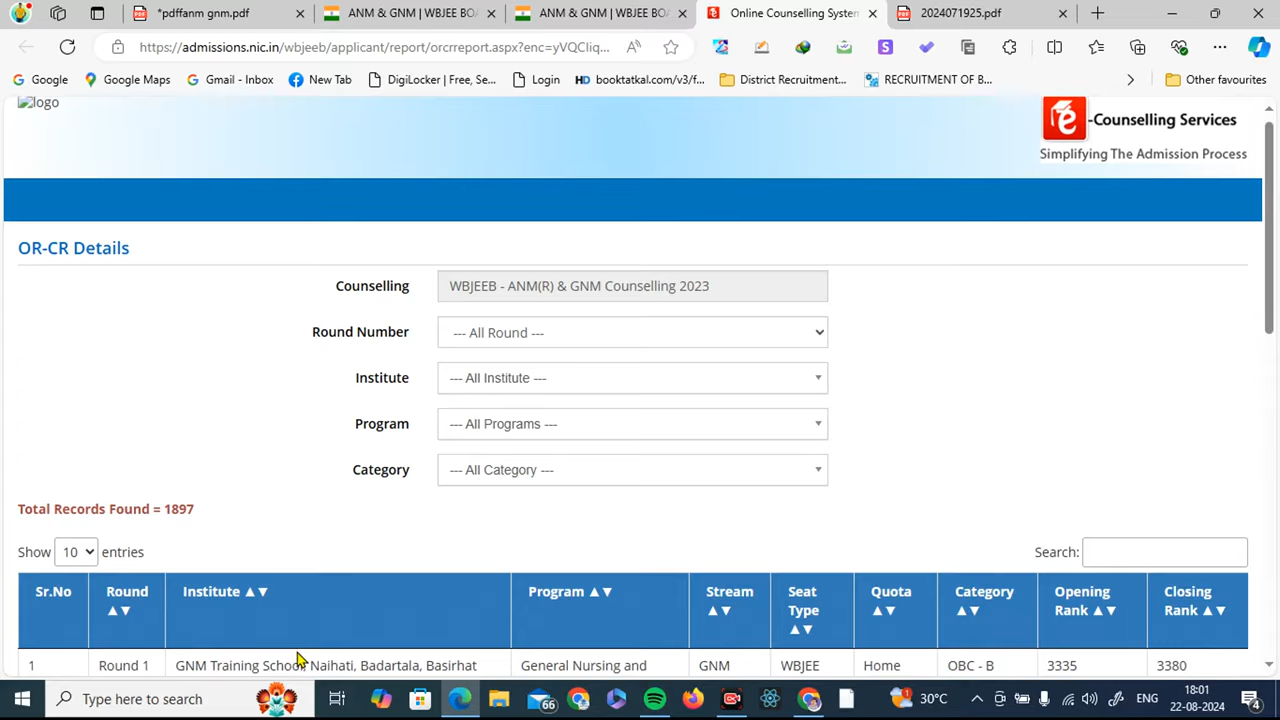 *pdffanm gnm.pdf
ANM & GNM | WBJEE BOA
ANM & GNM | WBJEE BOA
Online Counselling System
2024071925.pdf
https://admissions.nic.in/wbjeeb/applicant/report/orcrreport.aspx?enc=yVQCliq...
Google
Google Maps
Gmail - Inbox
New Tab
DigiLocker | Free, Se...
Login
HD booktatkal.com/v3/f...
District Recruitment...
RECRUITMENT OF B...
Other favourites
logo
e-Counselling Services
Simplifying The Admission Process
OR-CR Details
Counselling WBJEEB - ANM(R) & GNM Counselling 2023
Round Number --- All Round ---
Institute --- All Institute ---
Program --- All Programs ---
Category --- All Category ---
Total Records Found = 1897
Show 10 entries Search:
Sr.No Round ▲▼ Institute ▲▼ Program ▲▼ Stream ▲▼ Seat Type ▲▼ Quota ▲▼ Category ▲▼ Opening Rank ▲▼ Closing Rank ▲▼
1 Round 1 GNM Training School, Naihati, Badartala, Basirhat General Nursing and GNM WBJEE Home OBC - B 3335 3380
Type here to search
66
30°C
ENG
18:01
22-08-2024
4